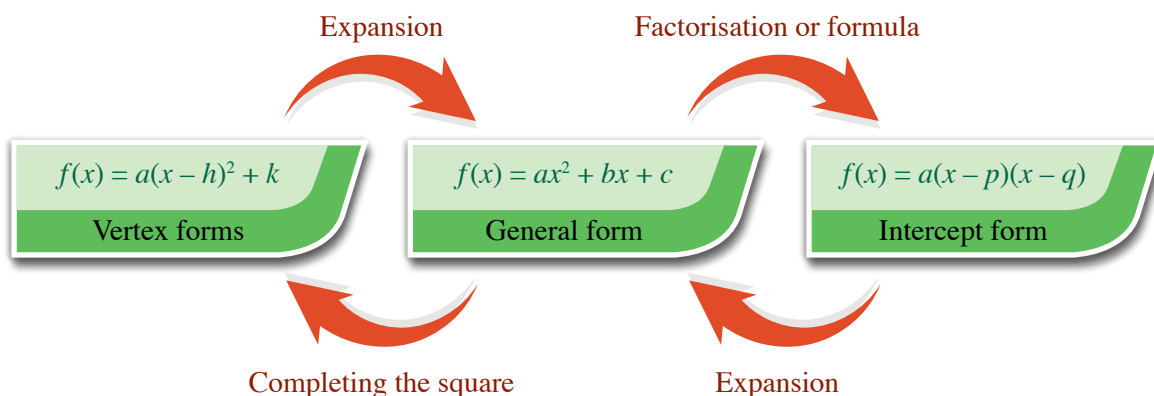 Expansion
Factorisation or formula
f(x) = a(x – h)² + k
Vertex forms
f(x) = ax² + bx + c
General form
f(x) = a(x – p)(x – q)
Intercept form
Completing the square
Expansion